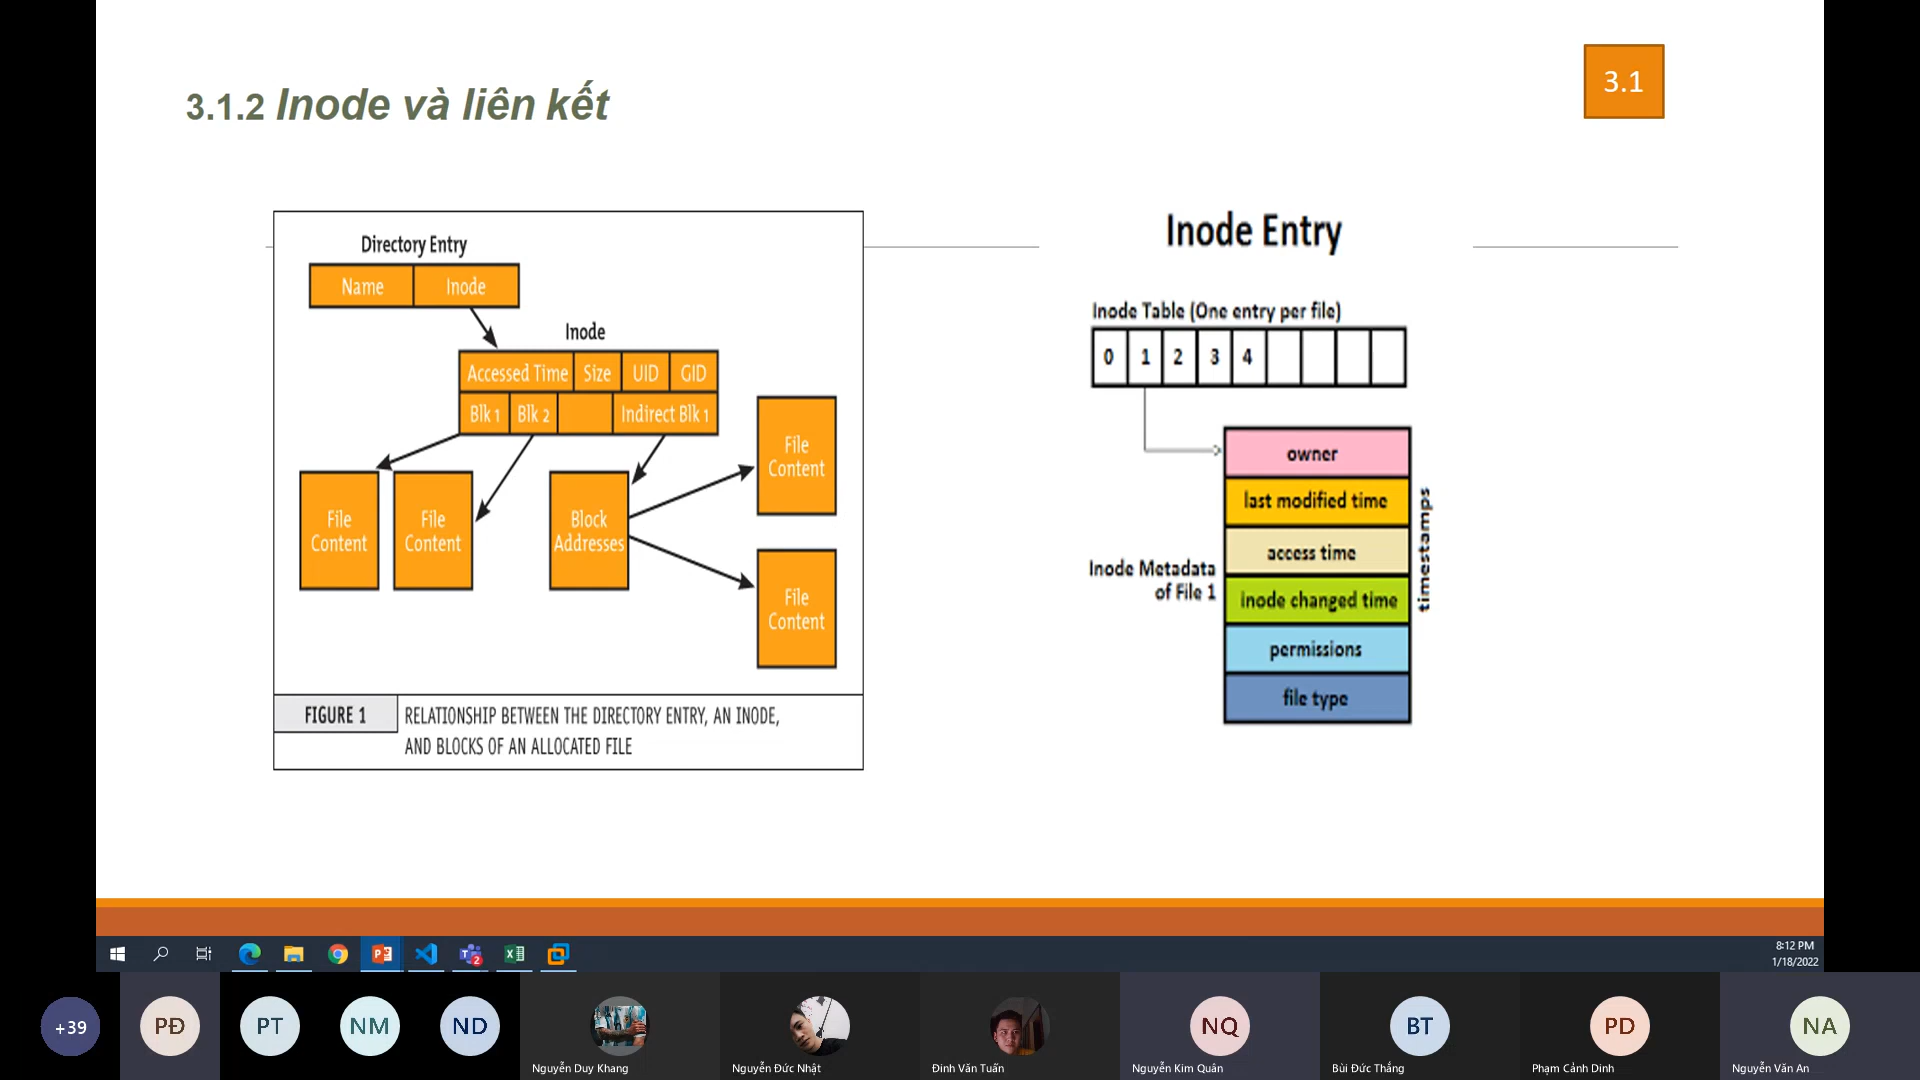 3.1.2 Inode và liên kết
3.1
Directory Entry
Name
Inode
Inode
Accessed Time
Size
UID
GID
Blk 1
Blk 2
Indirect Blk 1
File
Content
File
Content
Block
Addresses
File
Content
File
Content
FIGURE 1
RELATIONSHIP BETWEEN THE DIRECTORY ENTRY, AN INODE,
AND BLOCKS OF AN ALLOCATED FILE
Inode Entry
Inode Table (One entry per file)
0 1 2 3 4
owner
last modified time
access time
inode changed time
permissions
file type
timestamps
Inode Metadata
of File 1
2
8:12 PM
1/18/2022
+39
PĐ
PT
NM
ND
NQ
BT
PD
NA
Nguyễn Duy Khang
Nguyễn Đức Nhật
Đinh Văn Tuấn
Nguyễn Kim Quân
Bùi Đức Thắng
Phạm Cảnh Dinh
Nguyễn Văn An